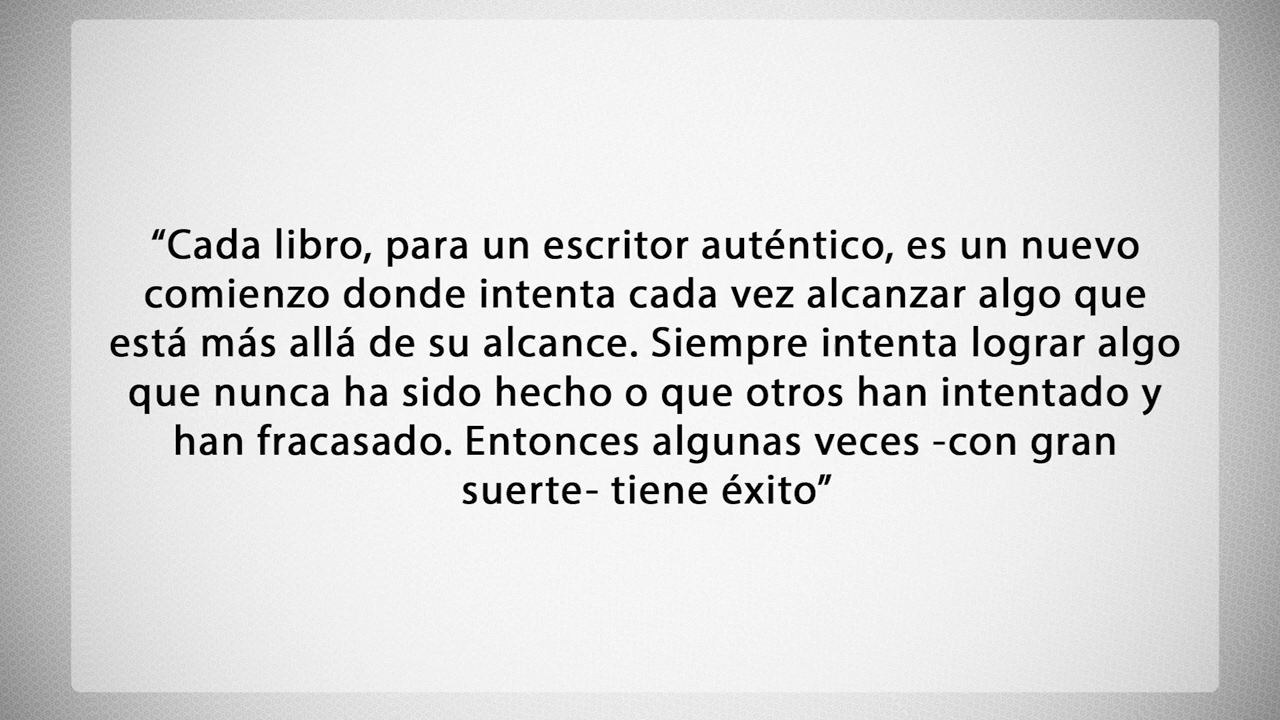 “Cada libro, para un escritor auténtico, es un nuevo
comienzo donde intenta cada vez alcanzar algo que
está más allá de su alcance. Siempre intenta lograr algo
que nunca ha sido hecho o que otros han intentado y
han fracasado. Entonces algunas veces -con gran
suerte- tiene éxito”